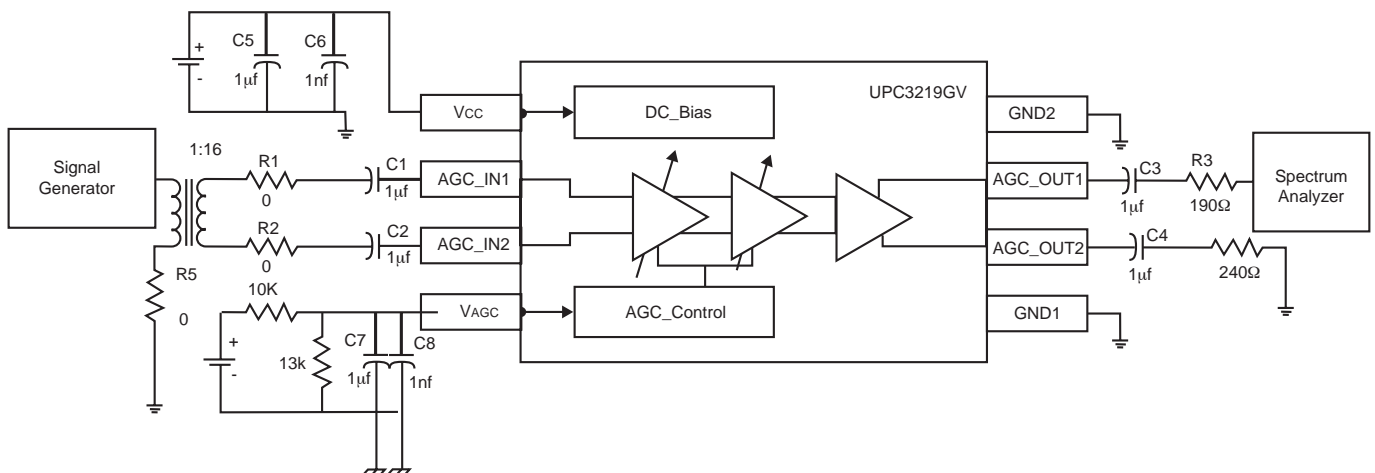 +
-
C5
1μf
C6
1nf
Signal
Generator
1:16
R1
0
C1
1μf
R2
0
C2
1μf
R5
0
10K
+
-
13k
C7
1μf
C8
1nf
VCC
AGC_IN1
AGC_IN2
VAGC
UPC3219GV
DC_Bias
AGC_Control
GND2
AGC_OUT1
AGC_OUT2
GND1
C3
1μf
R3
190Ω
C4
1μf
240Ω
Spectrum
Analyzer